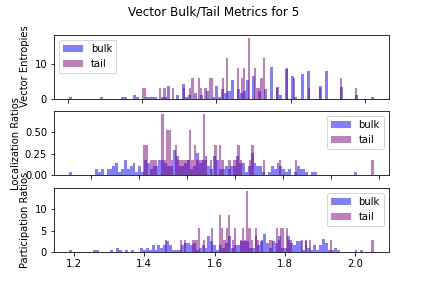 Vector Bulk/Tail Metrics for 5
Vector Entropies
10
0
bulk
tail
Localization Ratios
0.50
0.25
0.00
bulk
tail
Participation Ratios
10
5
0
bulk
tail
1.2 1.4 1.6 1.8 2.0